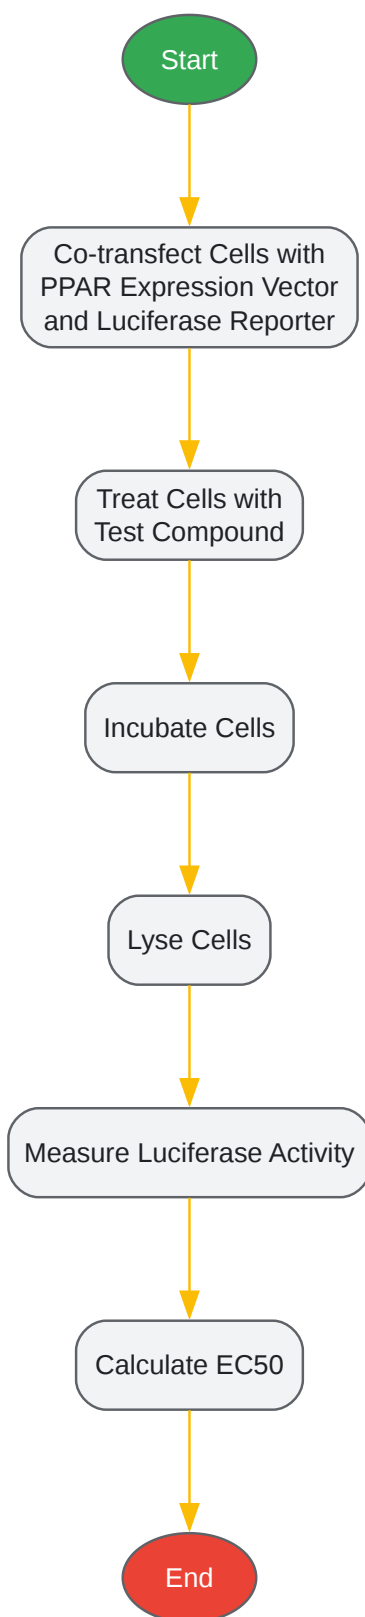 Start
Co-transfect Cells with
PPAR Expression Vector
and Luciferase Reporter
Treat Cells with
Test Compound
Incubate Cells
Lyse Cells
Measure Luciferase Activity
Calculate EC50
End